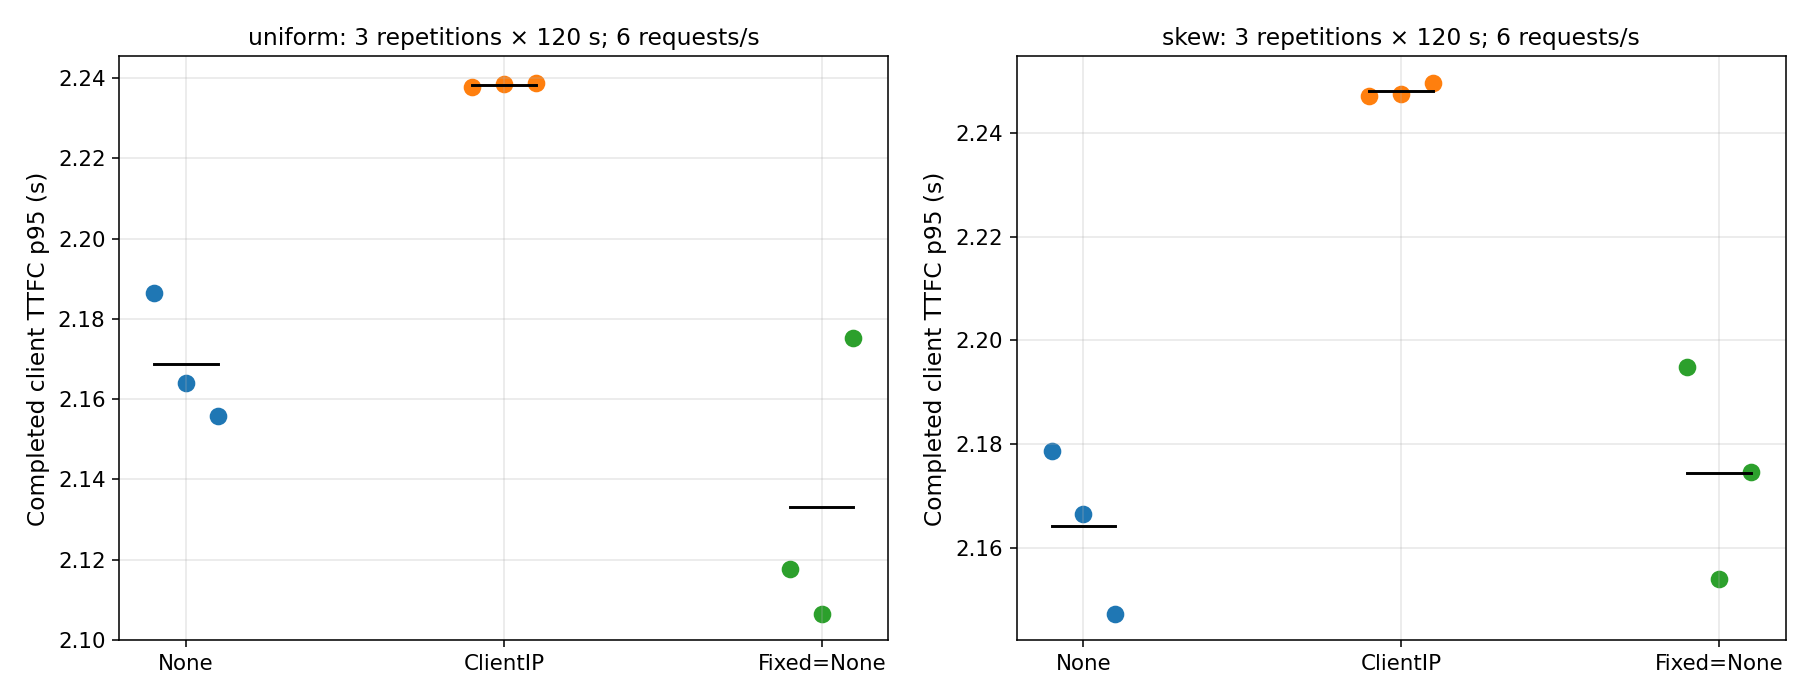 uniform: 3 repetitions × 120 s; 6 requests/s
Completed client TTFC p95 (s)
2.24
2.22
2.20
2.18
2.16
2.14
2.12
2.10
None
ClientIP
Fixed=None
skew: 3 repetitions × 120 s; 6 requests/s
Completed client TTFC p95 (s)
2.24
2.22
2.20
2.18
2.16
None
ClientIP
Fixed=None